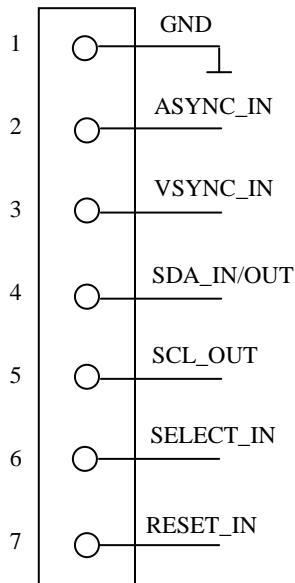 1 GND
2 ASYNC_IN
3 VSYNC_IN
4 SDA_IN/OUT
5 SCL_OUT
6 SELECT_IN
7 RESET_IN